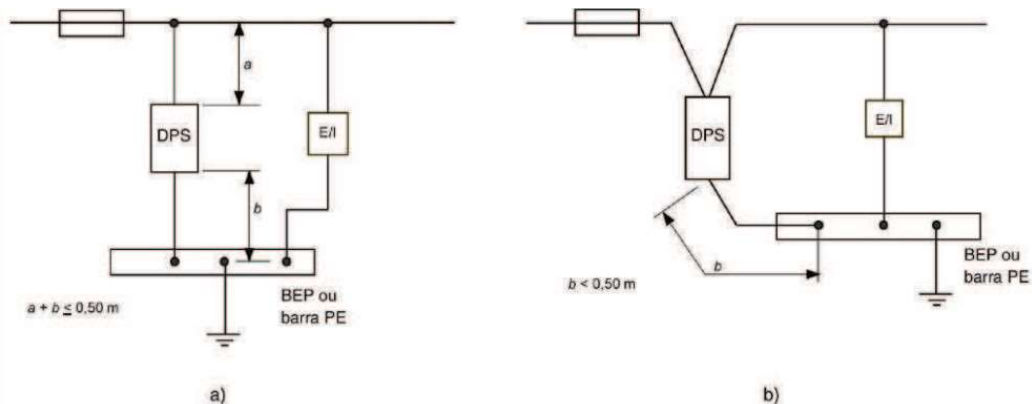 a
DPS
E/I
b
BEP ou
barra PE
a + b ≤ 0,50 m
a)
DPS
E/I
b
BEP ou
barra PE
b < 0,50 m
b)